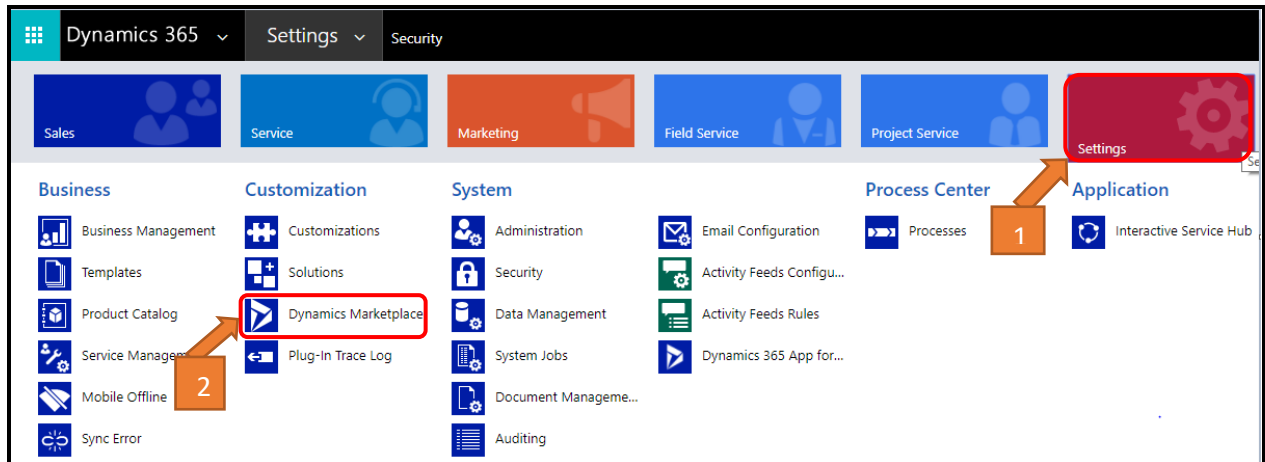 Dynamics 365 Settings Security
Sales Service Marketing Field Service Project Service Settings
Se
Business
Business Management
Templates
Product Catalog
Service Managem
Mobile Offline
Sync Error
Customization
Customizations
Solutions
Dynamics Marketplace
Plug-In Trace Log
System
Administration
Security
Data Management
System Jobs
Document Manageme...
Auditing
Email Configuration
Activity Feeds Configu...
Activity Feeds Rules
Dynamics 365 App for...
Process Center
Processes
Application
Interactive Service Hub
1
2